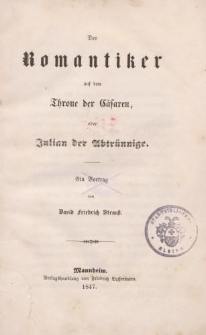 Der
Romantiker
auf dem
Throne der Cäsaren,
oder
Julian der Abtrünnige.
Ein Vortrag
von
David Friedrich Strauß.
Mannheim.
Verlagshandlung von Friedrich Bassermann.
1847.